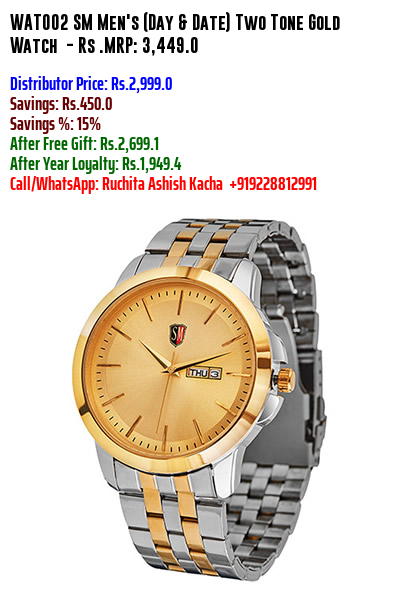 WAT002 SM Men's (Day & Date) Two Tone Gold
Watch - Rs .MRP: 3,449.0
Distributor Price: Rs.2,999.0
Savings: Rs.450.0
Savings %: 15%
After Free Gift: Rs.2,699.1
After Year Loyalty: Rs.1,949.4
Call/WhatsApp: Ruchita Ashish Kacha +919228812991
SM
THU 3